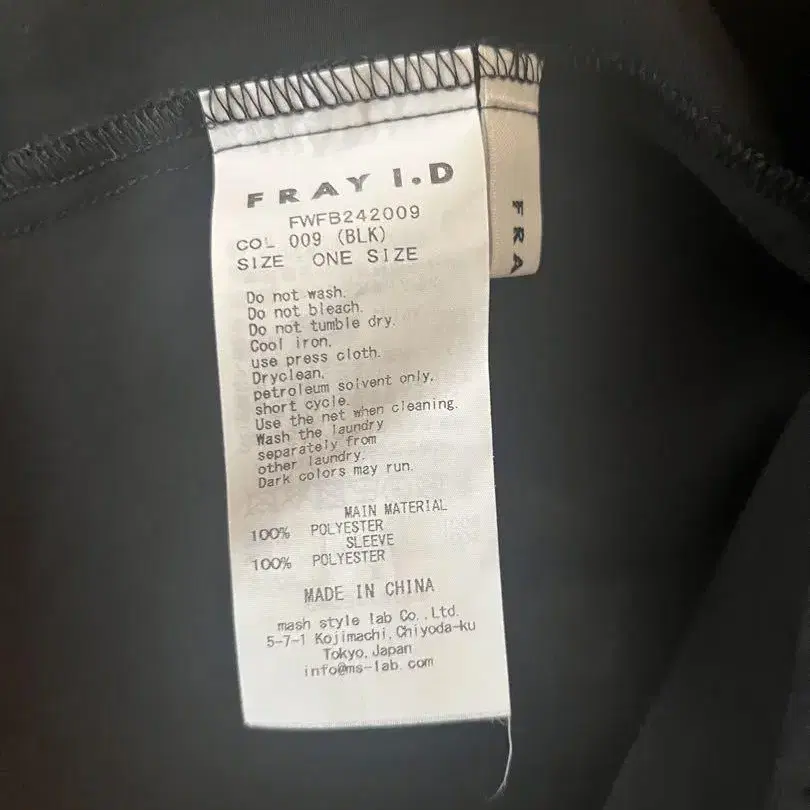 FRAY I.D
FWFB242009
COL 009 (BLK)
SIZE ONE SIZE
Do not wash.
Do not bleach.
Do not tumble dry.
Cool iron.
use press cloth.
Dryclean,
petroleum solvent only,
short cycle.
Use the net when cleaning.
Wash the laundry
separately from
other laundry.
Dark colors may run.
MAIN MATERIAL
100% POLYESTER
SLEEVE
100% POLYESTER
MADE IN CHINA
mash style lab Co.,Ltd.
5-7-1 Kojimachi,Chiyoda-ku
Tokyo,Japan
info@ms-lab.com
FRA